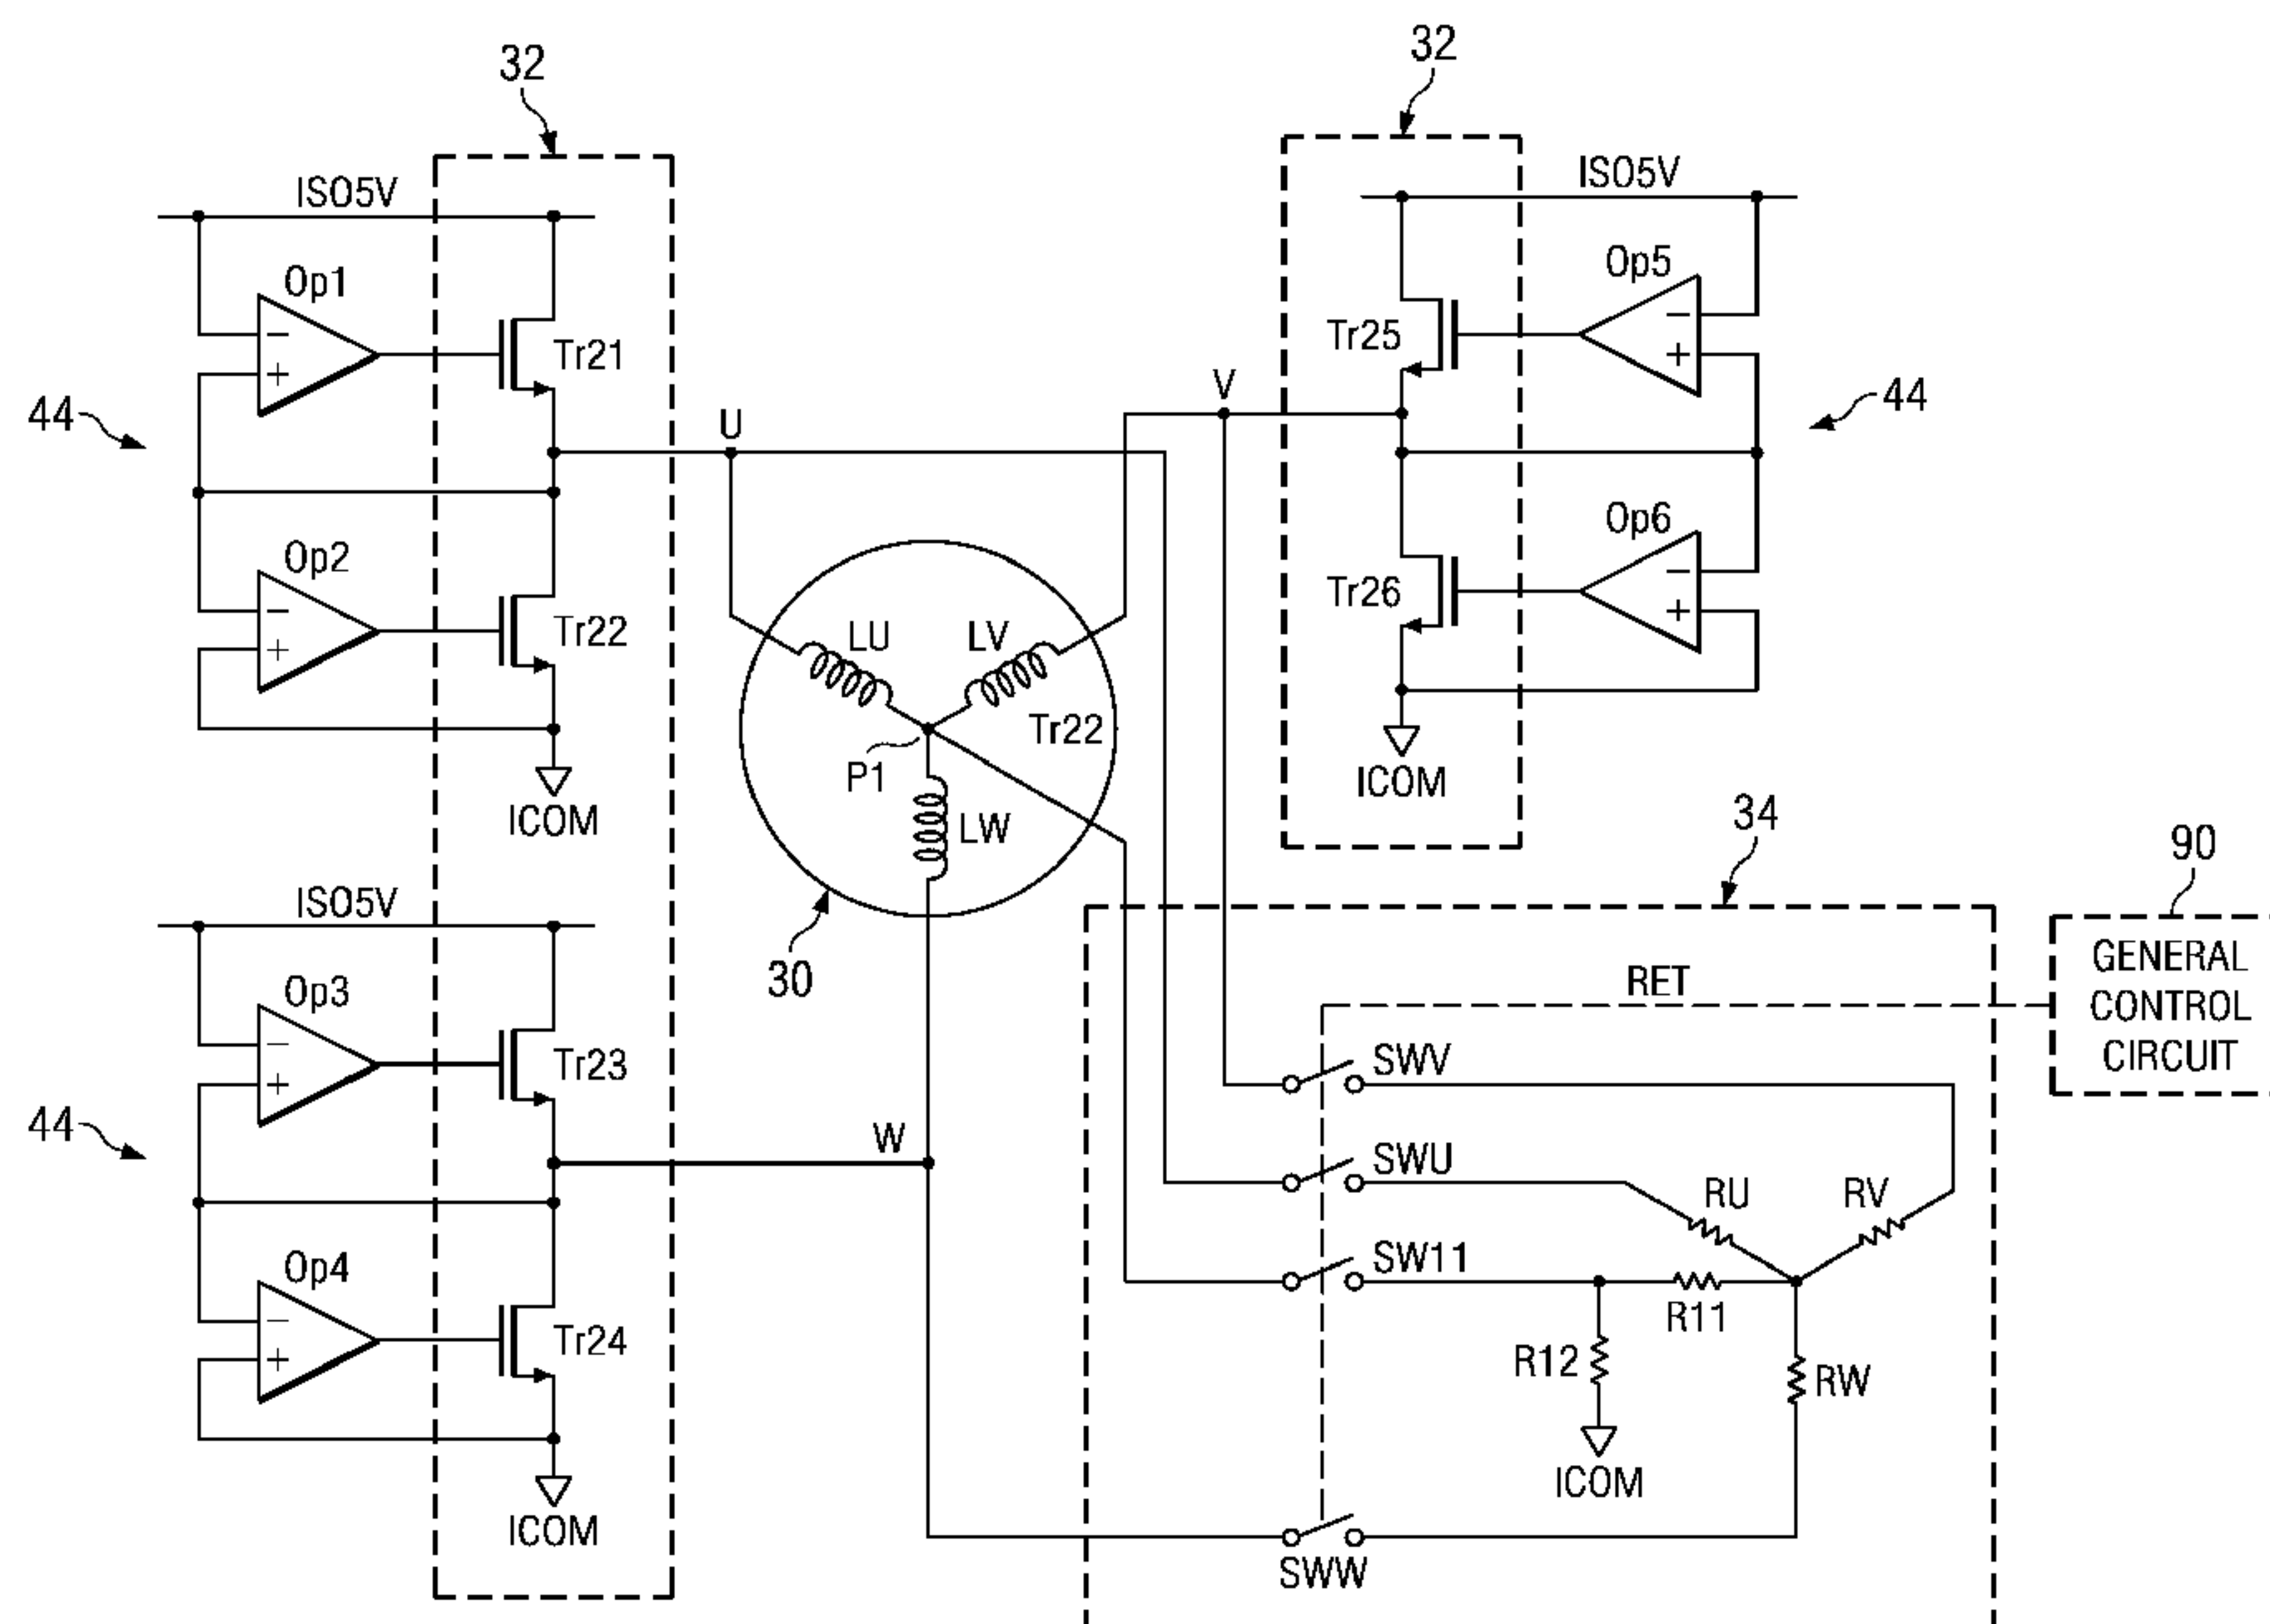 32
32
ISO5V
ISO5V
Op1
Op5
Tr21
Tr25
44
V
44
U
Op2
Op6
Tr22
Tr26
LU
LV
Tr22
P1
ICOM
ICOM
LW
34
90
ISO5V
30
RET
GENERAL
CONTROL
CIRCUIT
Op3
Tr23
SWV
44
W
SWU
RU
RV
SW11
R11
Op4
Tr24
R12
RW
ICOM
ICOM
SWW